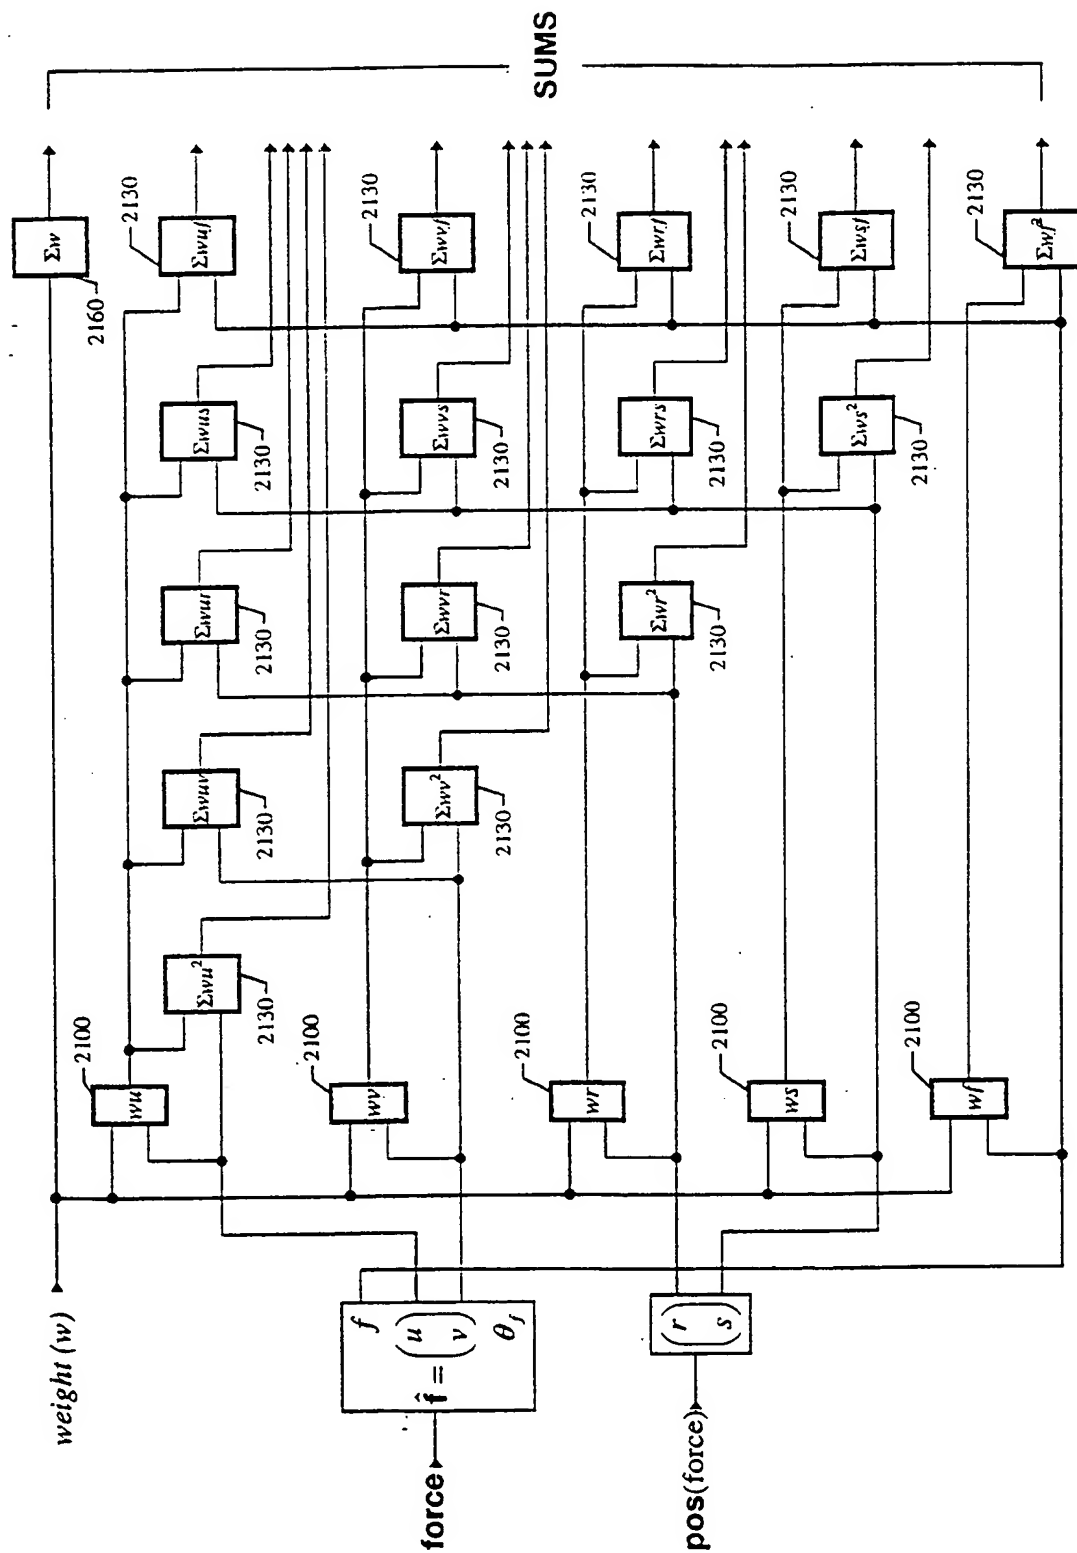 SUMS
Σw
2160
Σwuf
2130
Σwus
2130
Σwur
2130
Σwuv
2130
Σwu²
2130
wu
2100
Σwvf
2130
Σwvs
2130
Σwvr
2130
Σwv²
2130
wv
2100
Σwrf
2130
Σwrs
2130
Σwr²
2130
wr
2100
Σwsf
2130
Σws²
2130
ws
2100
Σwf²
2130
wf
2100
weight (w)
force
f
f̂ = (u v)
θf
pos(force)
(r s)